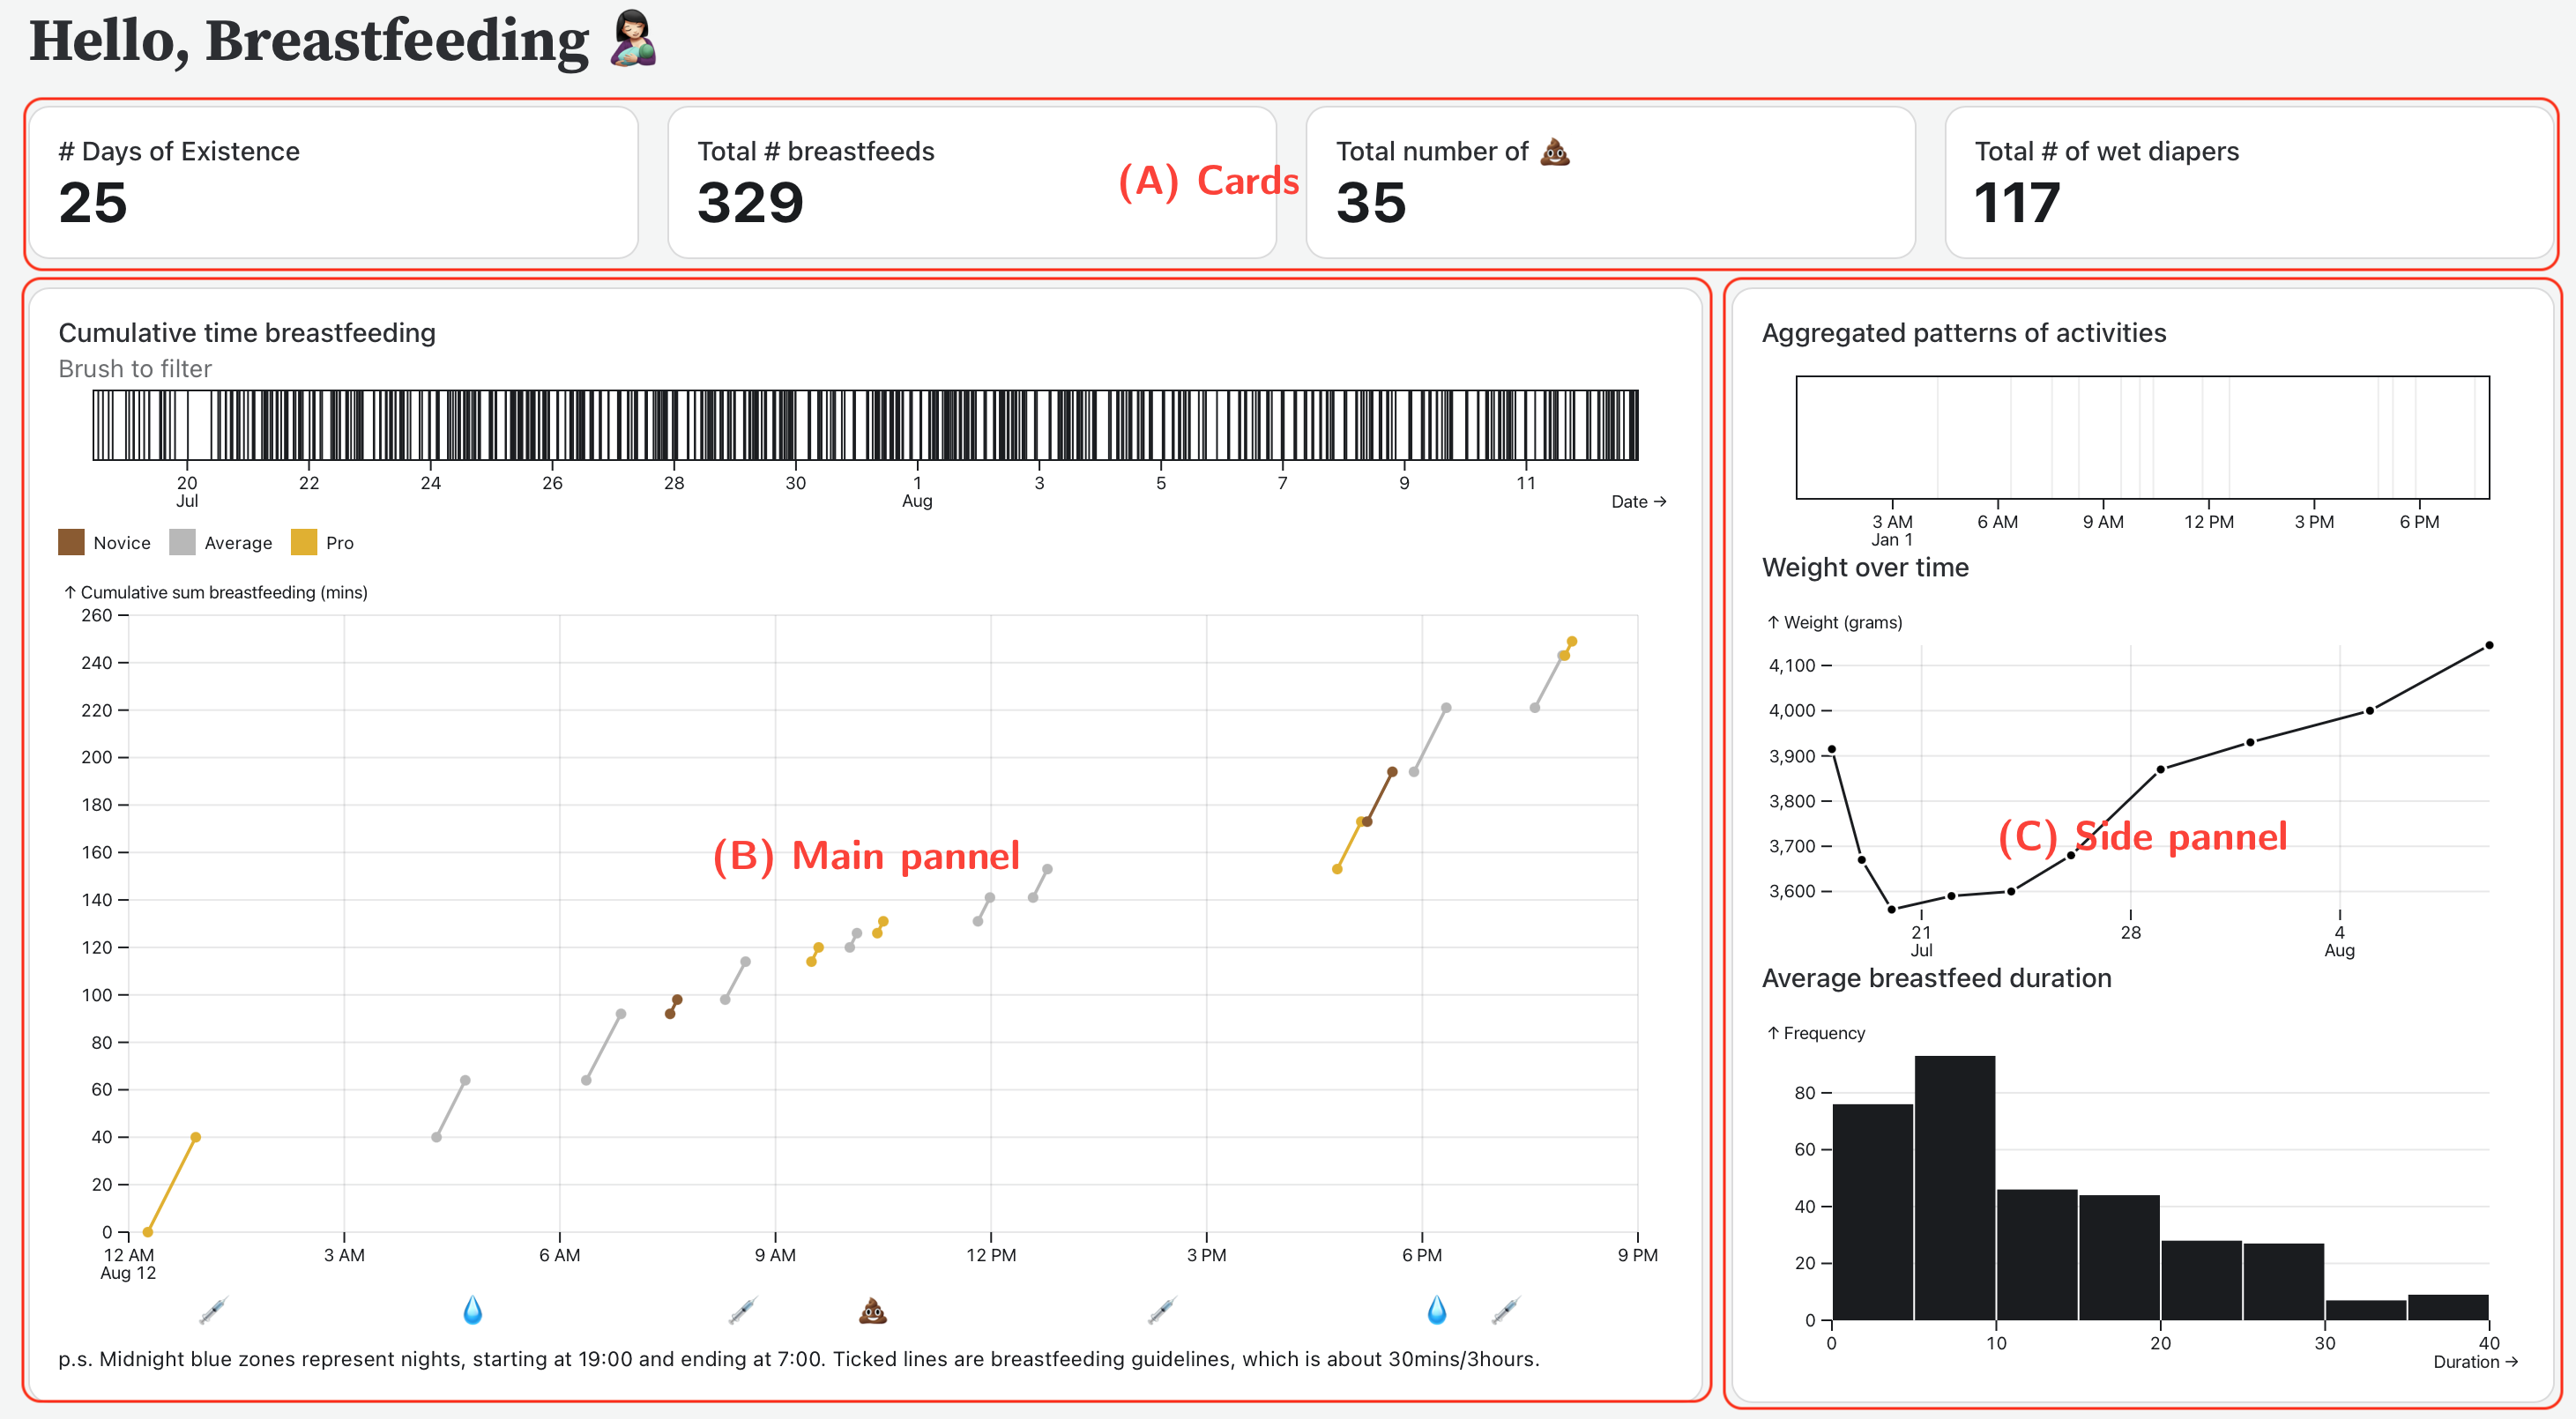 Hello, Breastfeeding
# Days of Existence
25
Total # breastfeeds
329
(A) Cards
Total number of 💩
35
Total # of wet diapers
117
Cumulative time breastfeeding
Brush to filter
20 22 24 26 28 30 1 3 5 7 9 11
Jul Aug
Date →
Novice Average Pro
↑ Cumulative sum breastfeeding (mins)
260
240
220
200
180
160
140
120
100
80
60
40
20
0
(B) Main pannel
12 AM 3 AM 6 AM 9 AM 12 PM 3 PM 6 PM 9 PM
Aug 12
p.s. Midnight blue zones represent nights, starting at 19:00 and ending at 7:00. Ticked lines are breastfeeding guidelines, which is about 30mins/3hours.
Aggregated patterns of activities
3 AM 6 AM 9 AM 12 PM 3 PM 6 PM
Jan 1
Weight over time
↑ Weight (grams)
4,100
4,000
3,900
3,800
3,700
3,600
(C) Side pannel
21 28 4
Jul Aug
Average breastfeed duration
↑ Frequency
80
60
40
20
0
0 10 20 30 40
Duration →